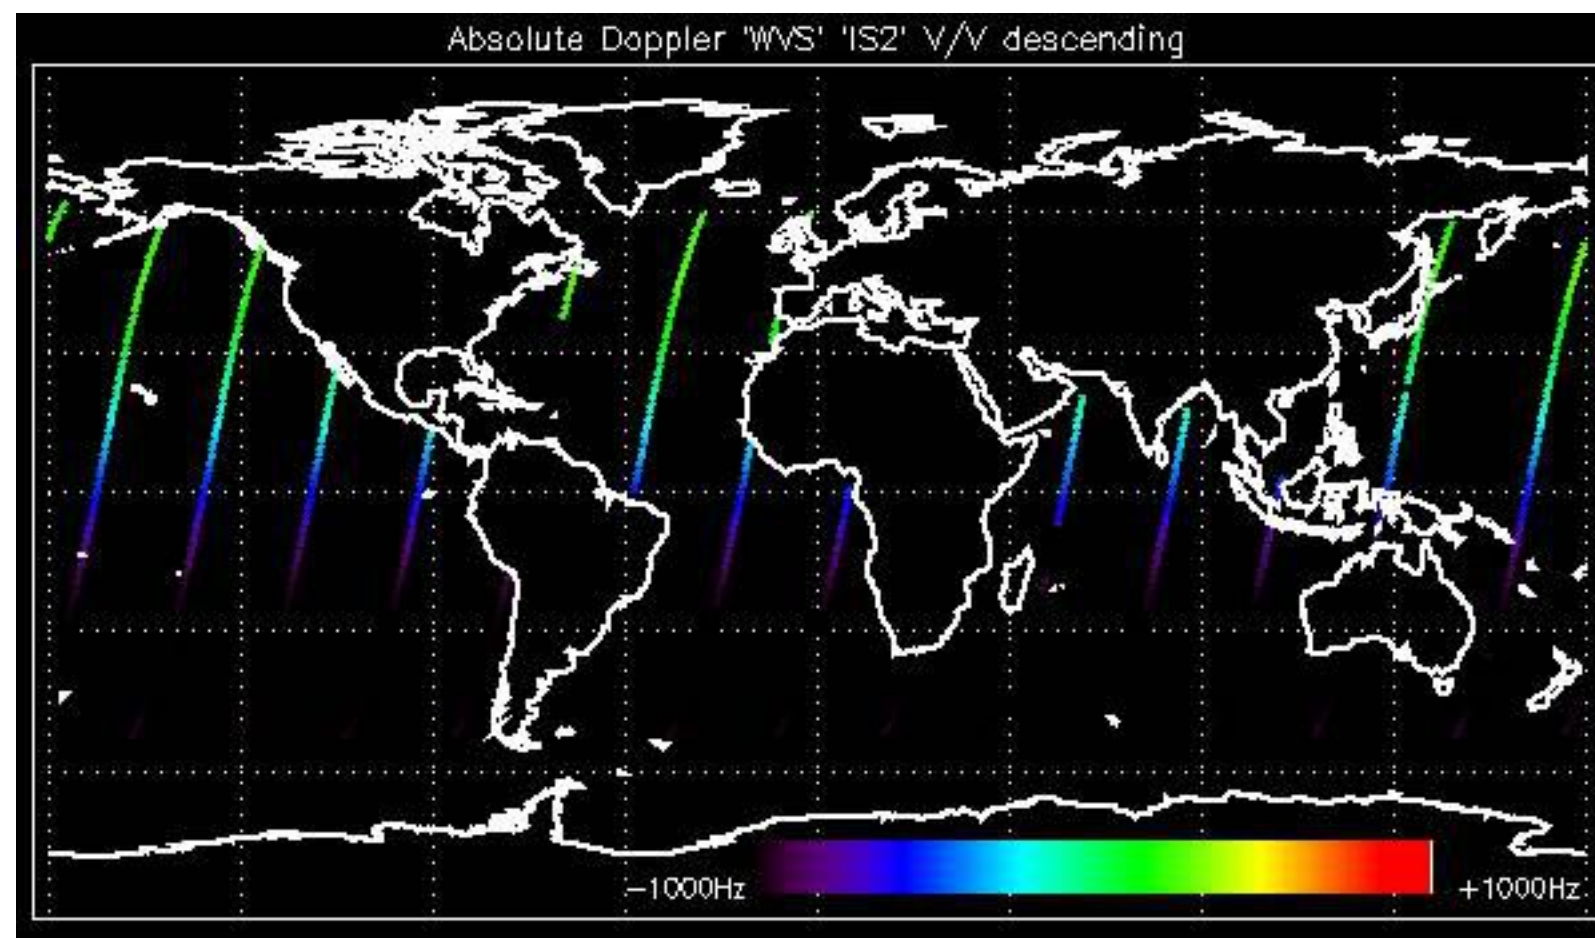 Absolute Doppler 'WVS' 'IS2' V/V descending
−1000Hz
+1000Hz